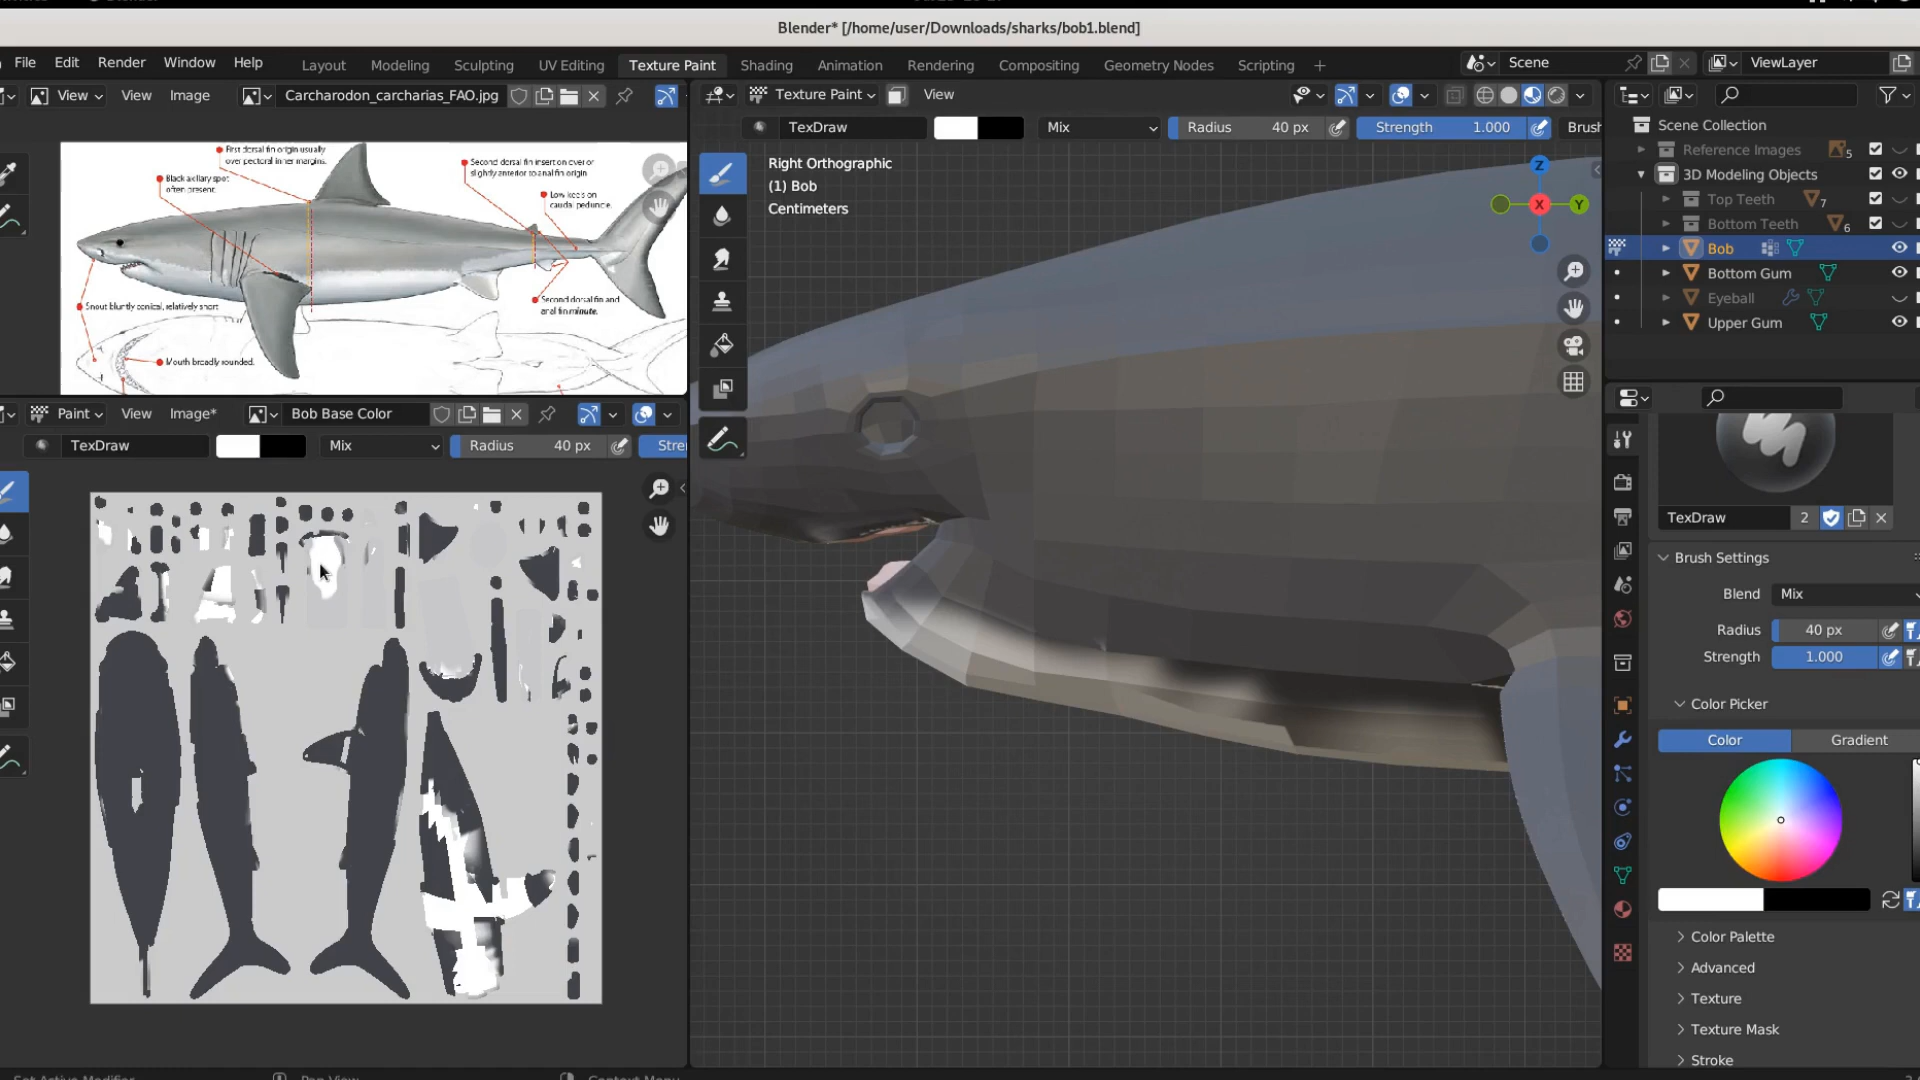 Blender* [/home/user/Downloads/sharks/bob1.blend]
File Edit Render Window Help Layout Modeling Sculpting UV Editing Texture Paint Shading Animation Rendering Compositing Geometry Nodes Scripting Scene ViewLayer
View View Image Carcharodon_carcharias_FAO.jpg
Texture Paint View
TexDraw Mix Radius 40 px Strength 1.000 Brush
First dorsal fin origin usually
over pectoral inner margins.
Black axillary spot
often present.
Second dorsal fin insertion over or
slightly anterior to anal fin origin
Low keels on
caudal peduncle.
Snout bluntly conical, relatively short
Second dorsal fin and
anal fin minute.
Mouth broadly rounded.
Paint View Image* Bob Base Color
TexDraw Mix Radius 40 px Stre
Right Orthographic
(1) Bob
Centimeters
Z
X
Y
Scene Collection
Reference Images 5
3D Modeling Objects
Top Teeth 7
Bottom Teeth 6
Bob
Bottom Gum
Eyeball
Upper Gum
TexDraw 2
Brush Settings
Blend Mix
Radius 40 px
Strength 1.000
Color Picker
Color Gradient
Color Palette
Advanced
Texture
Texture Mask
Stroke